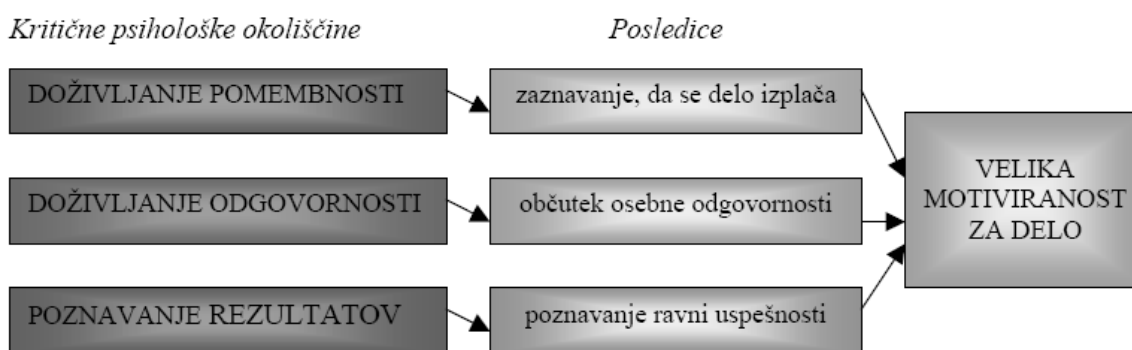 Kritične psihološke okoliščine
Posledice
DOŽIVLJANJE POMEMBNOSTI
zaznavanje, da se delo izplača
DOŽIVLJANJE ODGOVORNOSTI
občutek osebne odgovornosti
POZNAVANJE REZULTATOV
poznavanje ravni uspešnosti
VELIKA
MOTIVIRANOST
ZA DELO